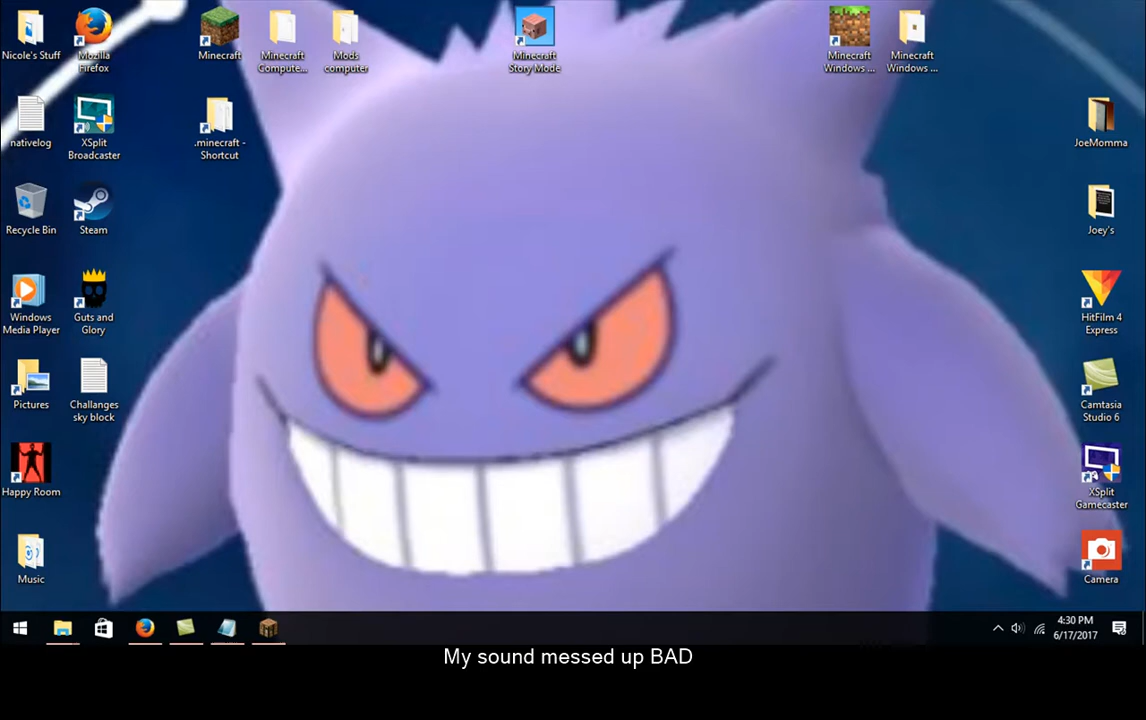 Nicole's Stuff
Mozilla
Firefox
Minecraft
Minecraft
Compute...
Mods
computer
Minecraft
Story Mode
Minecraft
Windows ...
Minecraft
Windows ...
nativelog
XSplit
Broadcaster
.minecraft -
Shortcut
JoeMomma
Recycle Bin
Steam
Joey's
Windows
Media Player
Guts and
Glory
HitFilm 4
Express
Pictures
Challanges
sky block
Camtasia
Studio 6
Happy Room
XSplit
Gamecaster
Music
Camera
4:30 PM
6/17/2017
My sound messed up BAD